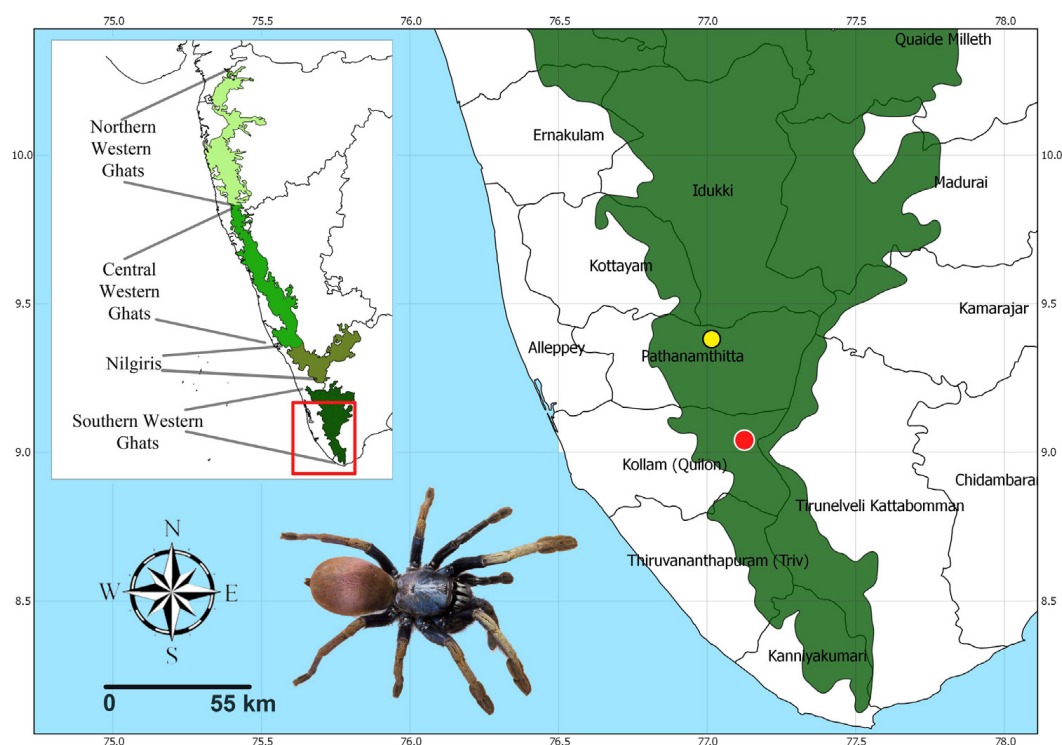 75.0 75.5 76.0 76.5 77.0 77.5 78.0
Quaide Milleth
Northern
Western
Ghats
Ernakulam
10.0 10.0
Idukki
Madurai
Central
Western
Ghats
Kottayam
9.5 9.5
Kamarajar
Nilgiris
Alleppey
Pathanamthitta
Southern Western
Ghats
9.0 9.0
Kollam (Quilon)
Chidambarar
Tirunelveli Kattabomman
N
W E
S
Thiruvananthapuram (Triv)
8.5 8.5
Kanniyakumari
0 55 km
75.0 75.5 76.0 76.5 77.0 77.5 78.0